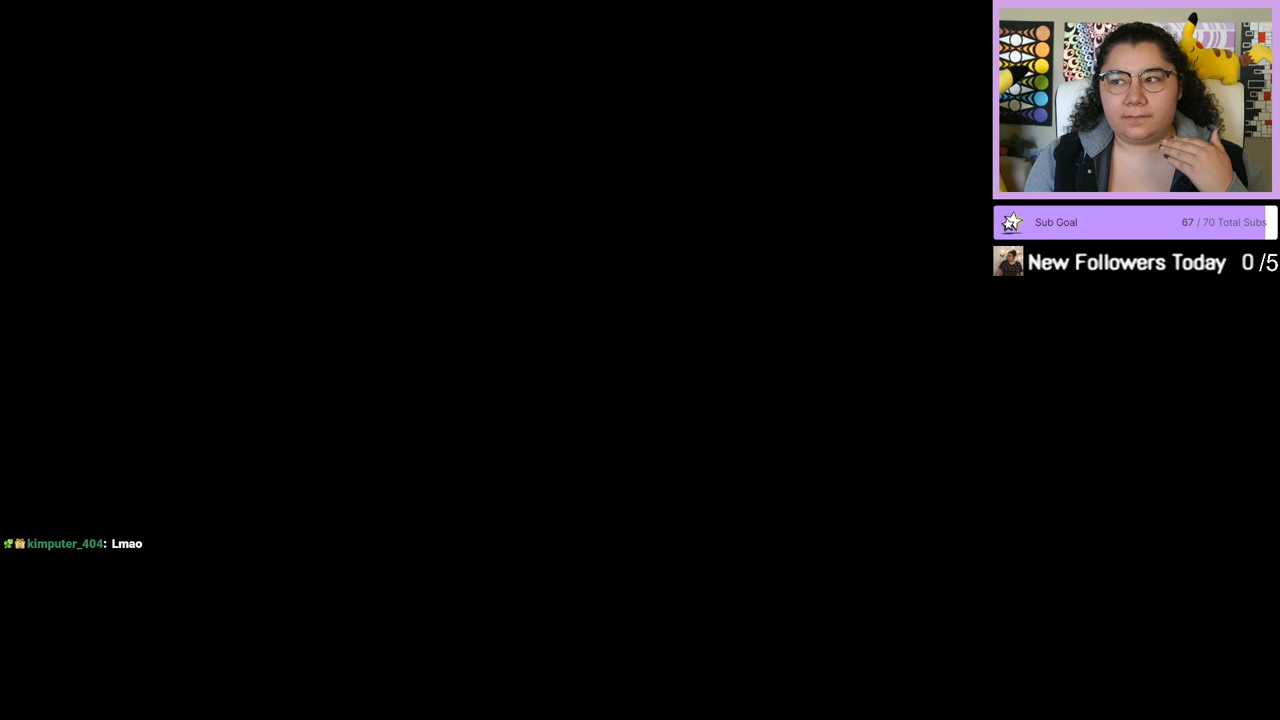 Sub Goal 67 / 70 Total Subs
New Followers Today 0 /5
kimputer_404: Lmao